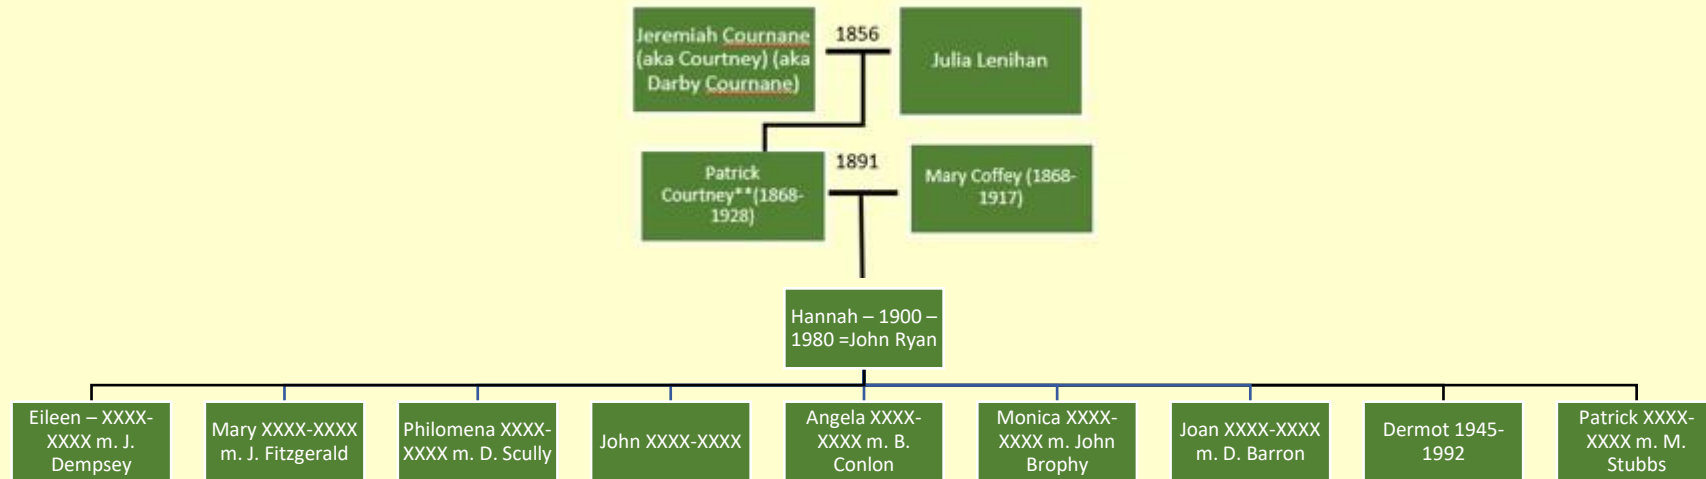 Jeremiah Cournane
(aka Courtney) (aka
Darby Cournane)
1856
Julia Lenihan
Patrick
Courtney**(1868-
1928)
1891
Mary Coffey (1868-
1917)
Hannah – 1900 –
1980 =John Ryan
Eileen – XXXX-
XXXX m. J.
Dempsey
Mary XXXX-XXXX
m. J. Fitzgerald
Philomena XXXX-
XXXX m. D. Scully
John XXXX-XXXX
Angela XXXX-
XXXX m. B.
Conlon
Monica XXXX-
XXXX m. John
Brophy
Joan XXXX-XXXX
m. D. Barron
Dermot 1945-
1992
Patrick XXXX-
XXXX m. M.
Stubbs